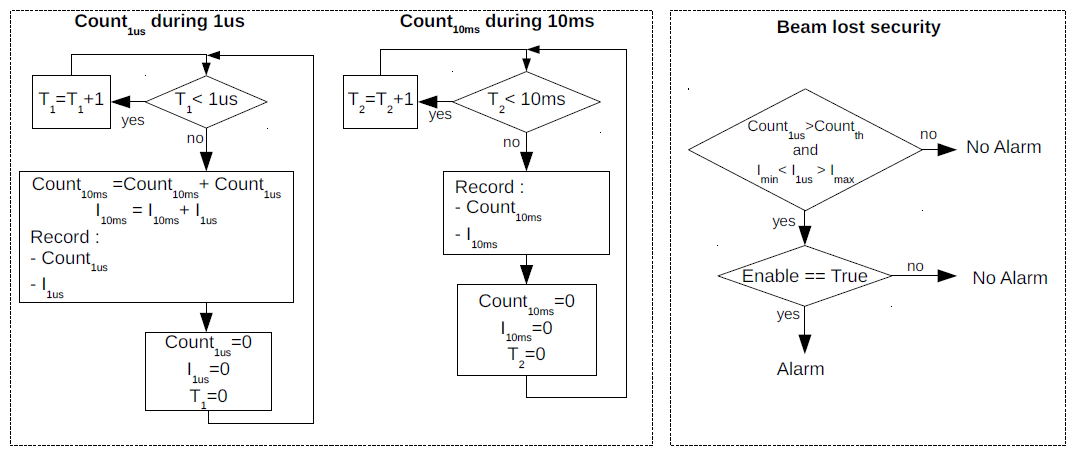 Count1us during 1us
T1=T1+1
T1< 1us
yes
no
Count10ms =Count10ms+ Count1us
I10ms = I10ms+ I1us
Record :
- Count1us
- I1us
Count1us=0
I1us=0
T1=0
Count10ms during 10ms
T2=T2+1
T2< 10ms
yes
no
Record :
- Count10ms
- I10ms
Count10ms=0
I10ms=0
T2=0
Beam lost security
Count1us>Countth
and
Imin< I1us > Imax
no
No Alarm
yes
Enable == True
no
No Alarm
yes
Alarm